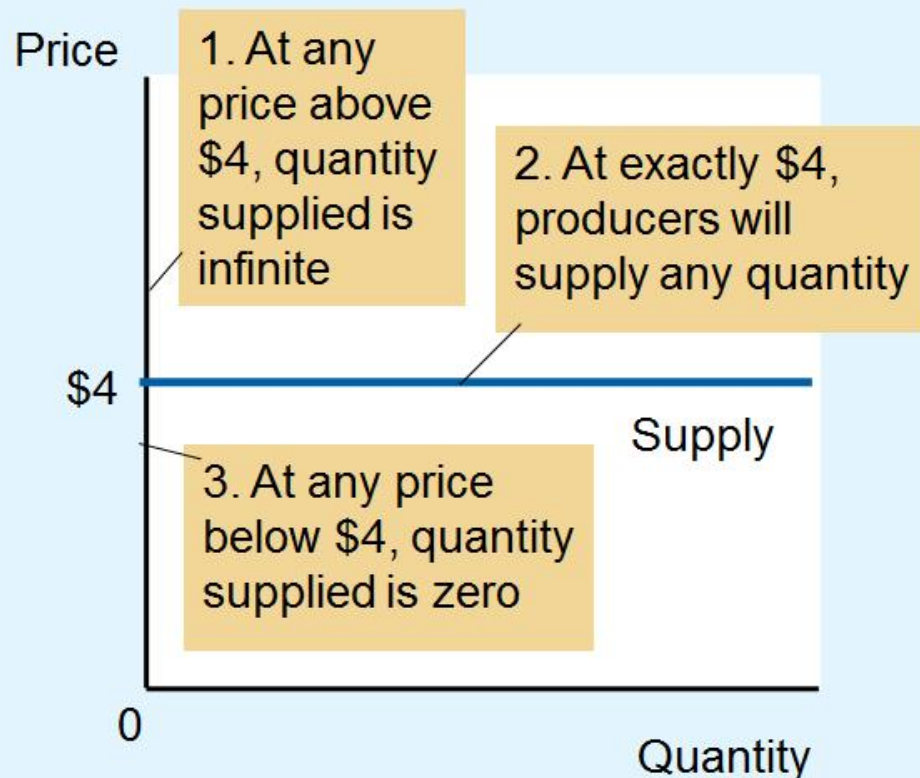 Price
1. At any
price above
$4, quantity
supplied is
infinite
2. At exactly $4,
producers will
supply any quantity
$4
Supply
3. At any price
below $4, quantity
supplied is zero
0
Quantity